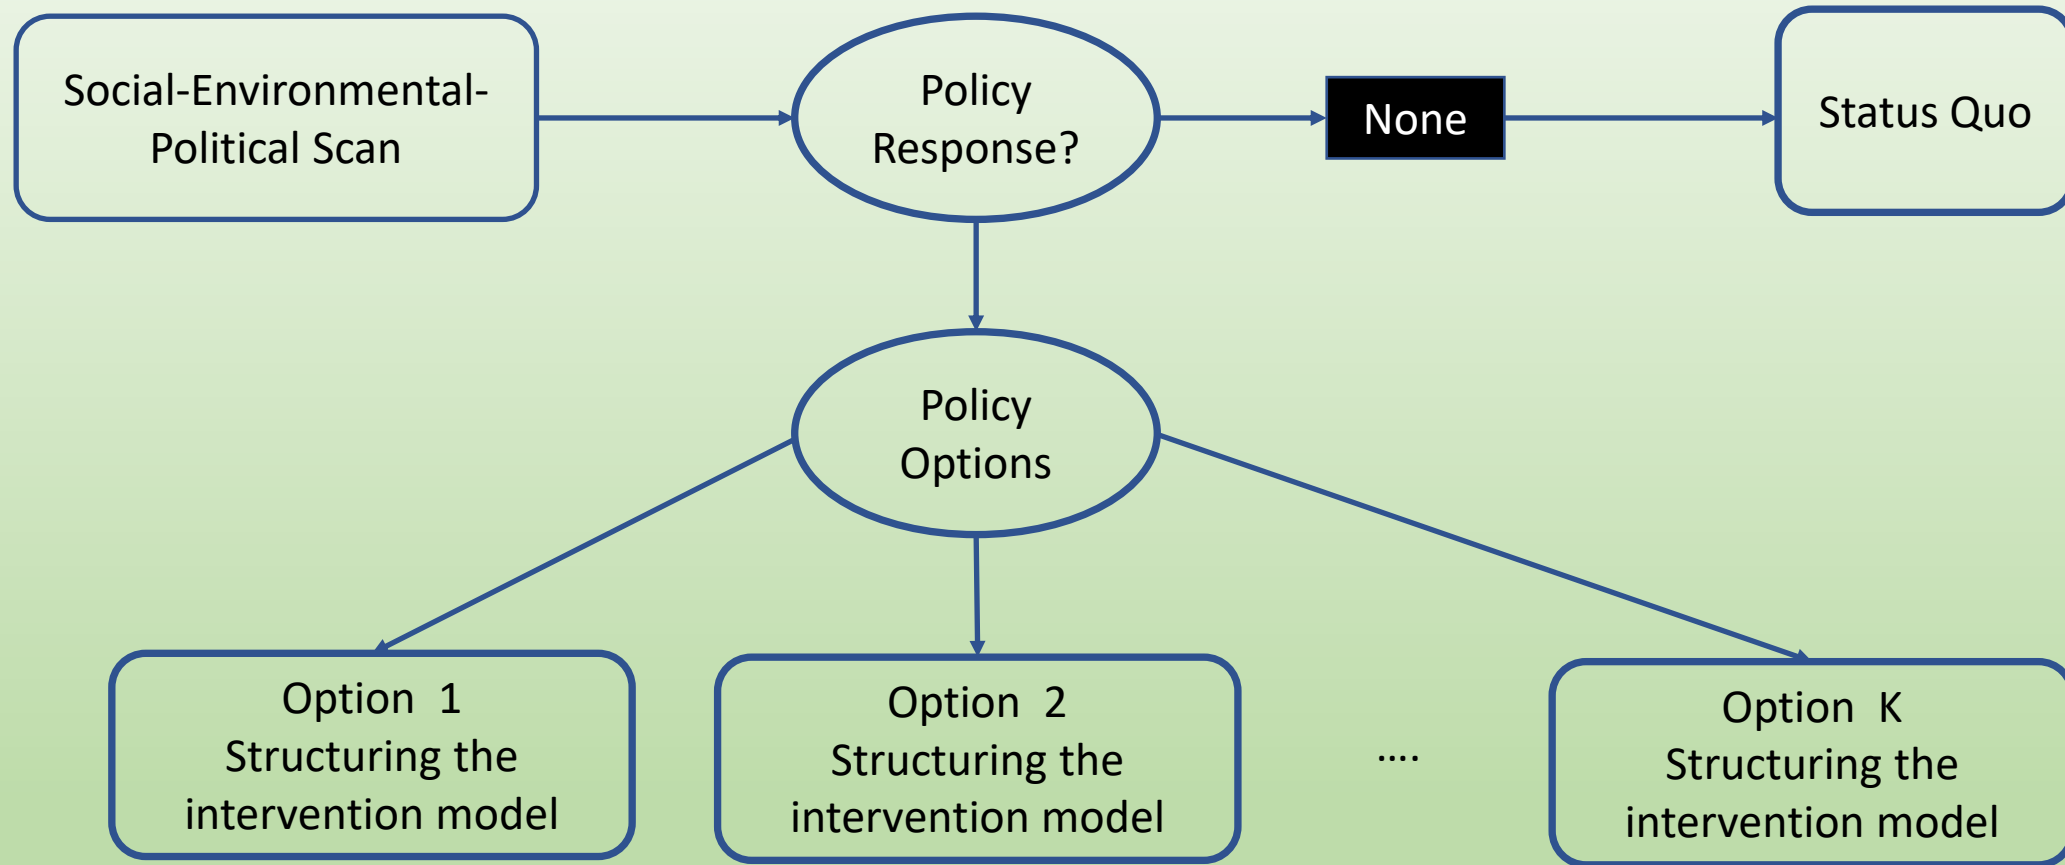 Social-Environmental-
Political Scan
Policy
Response?
None
Status Quo
Policy
Options
Option  1
Structuring the
intervention model
Option  2
Structuring the
intervention model
....
Option  K
Structuring the
intervention model